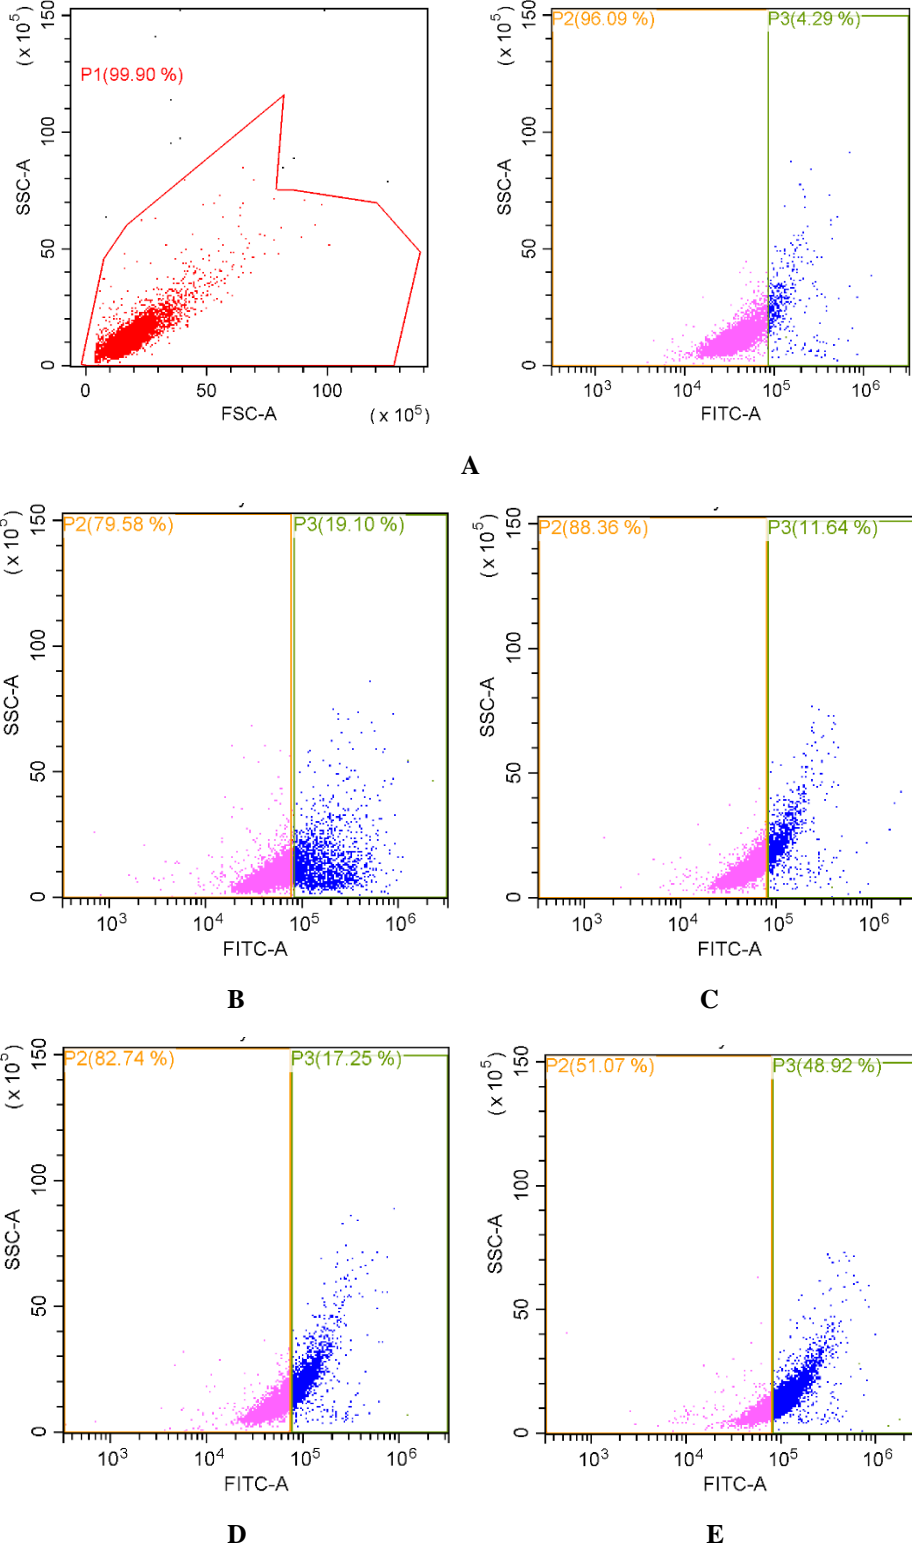 P1(99.90 %)
SSC-A
(x 10⁵)
150
100
50
0
0 50 100
FSC-A (x 10⁵)
P2(96.09 %) P3(4.29 %)
SSC-A
(x 10⁵)
150
100
50
0
10³ 10⁴ 10⁵ 10⁶
FITC-A
A
P2(79.58 %) P3(19.10 %)
SSC-A
(x 10⁵)
150
100
50
0
10³ 10⁴ 10⁵ 10⁶
FITC-A
B
P2(88.36 %) P3(11.64 %)
SSC-A
(x 10⁵)
150
100
50
0
10³ 10⁴ 10⁵ 10⁶
FITC-A
C
P2(82.74 %) P3(17.25 %)
SSC-A
(x 10⁵)
150
100
50
0
10³ 10⁴ 10⁵ 10⁶
FITC-A
D
P2(51.07 %) P3(48.92 %)
SSC-A
(x 10⁵)
150
100
50
0
10³ 10⁴ 10⁵ 10⁶
FITC-A
E